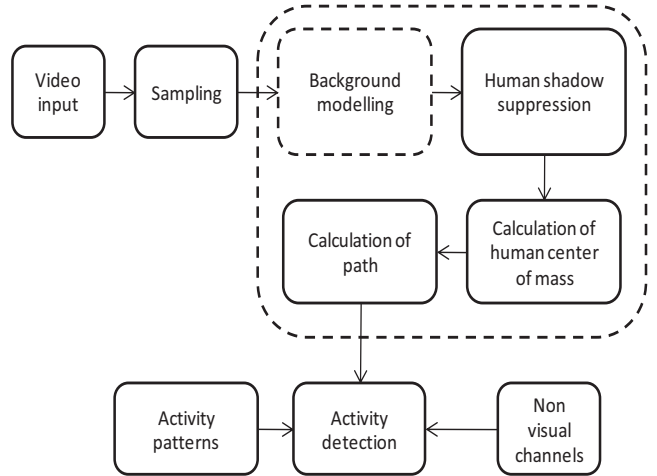 Video
input
Sampling
Background
modelling
Human shadow
suppression
Calculation of
path
Calculation of
human center
of mass
Activity
patterns
Activity
detection
Non
visual
channels